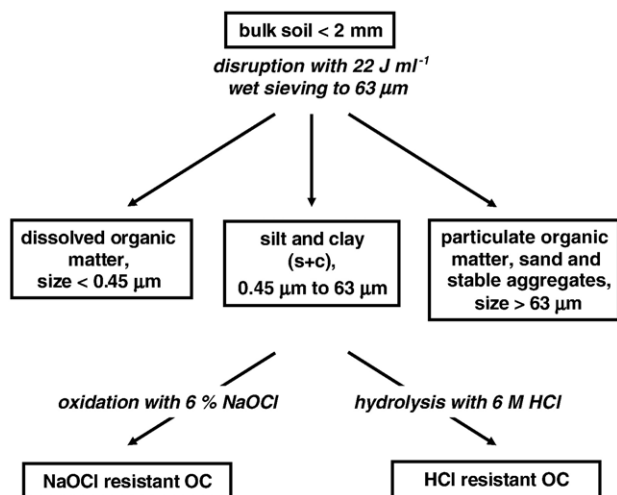 bulk soil < 2 mm
disruption with 22 J ml⁻¹
wet sieving to 63 µm
dissolved organic
matter,
size < 0.45 µm
silt and clay
(s+c),
0.45 µm to 63 µm
particulate organic
matter, sand and
stable aggregates,
size > 63 µm
oxidation with 6 % NaOCl
hydrolysis with 6 M HCl
NaOCl resistant OC
HCl resistant OC